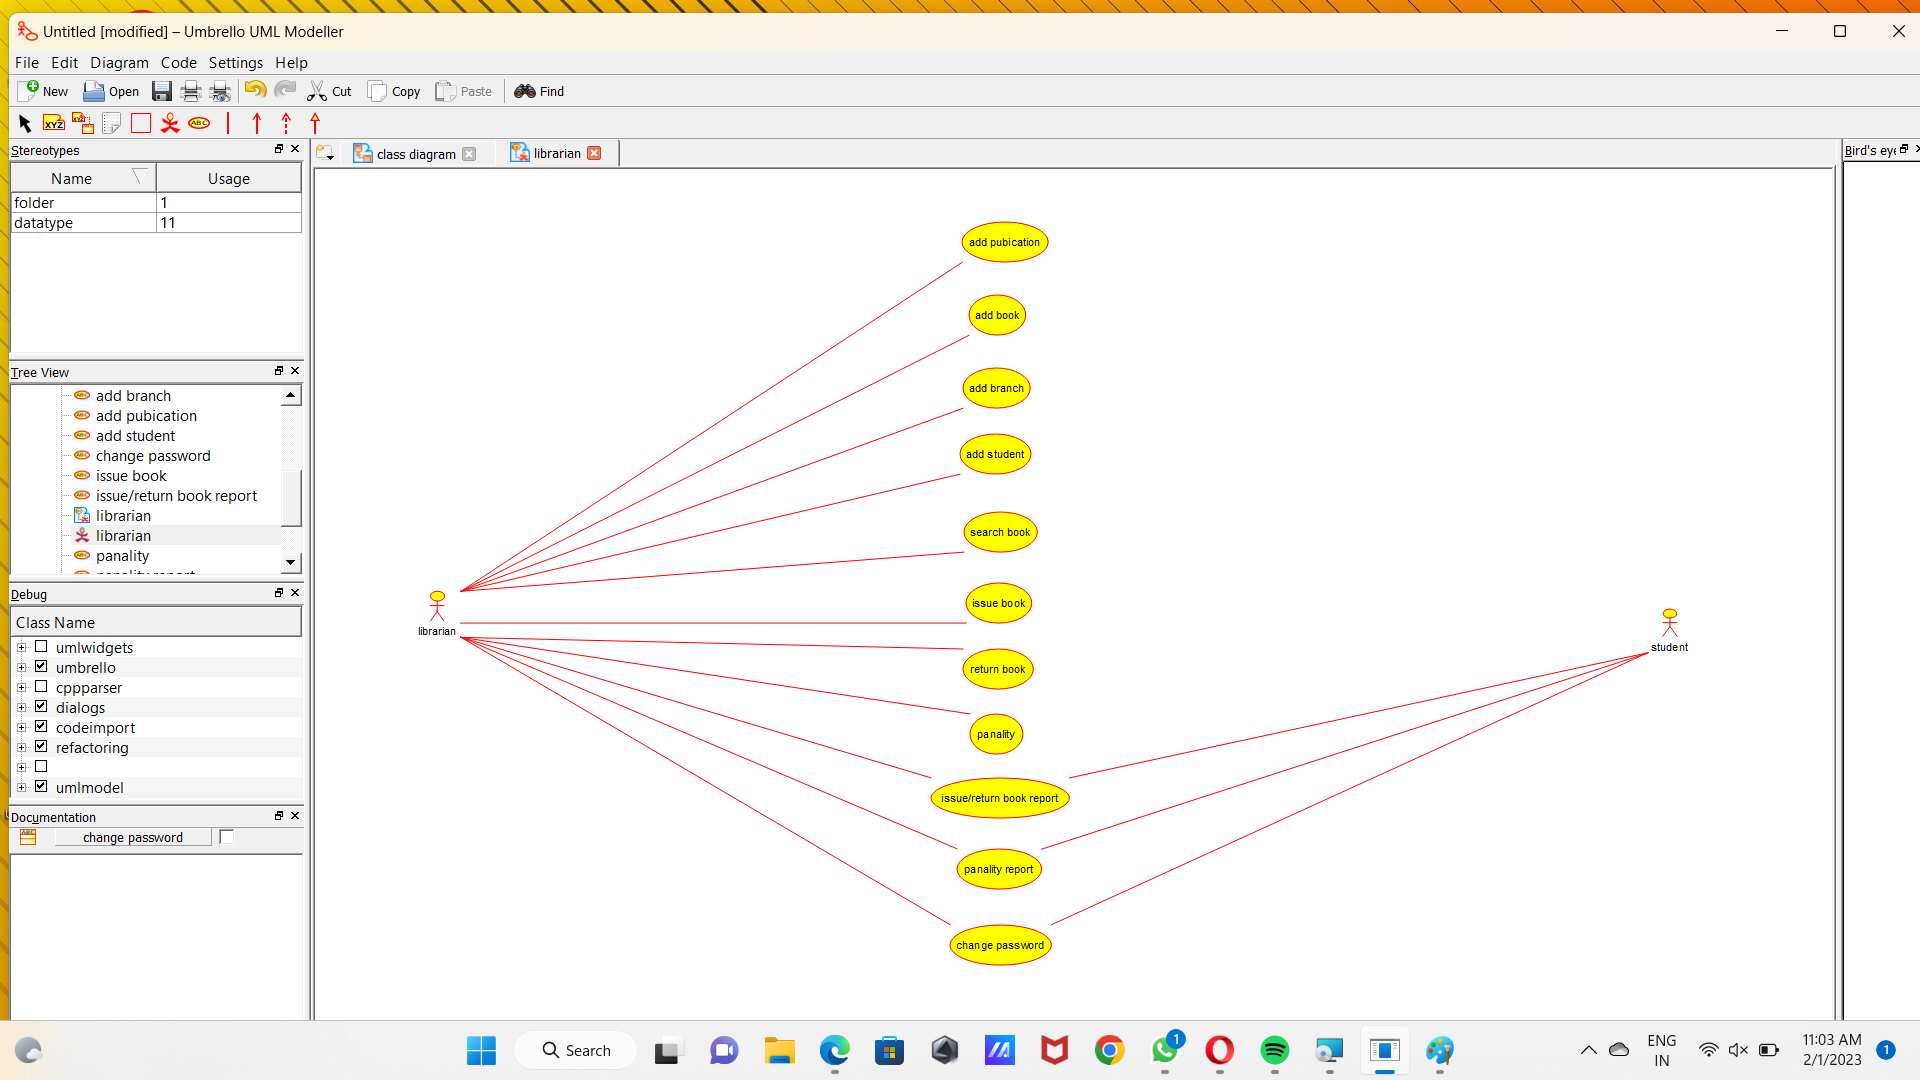 Untitled [modified] – Umbrello UML Modeller
File Edit Diagram Code Settings Help
New Open Cut Copy Paste Find
XYZ XYZ ABC
Stereotypes
Name Usage
folder 1
datatype 11
Tree View
add branch
add pubication
add student
change password
issue book
issue/return book report
librarian
librarian
panality
Debug
Class Name
umlwidgets
umbrello
cppparser
dialogs
codeimport
refactoring
umlmodel
Documentation
change password
class diagram librarian
Bird's eye
add pubication
add book
add branch
add student
search book
issue book
return book
panality
issue/return book report
panality report
change password
librarian
student
Search
1
ENG
IN
11:03 AM
2/1/2023
1